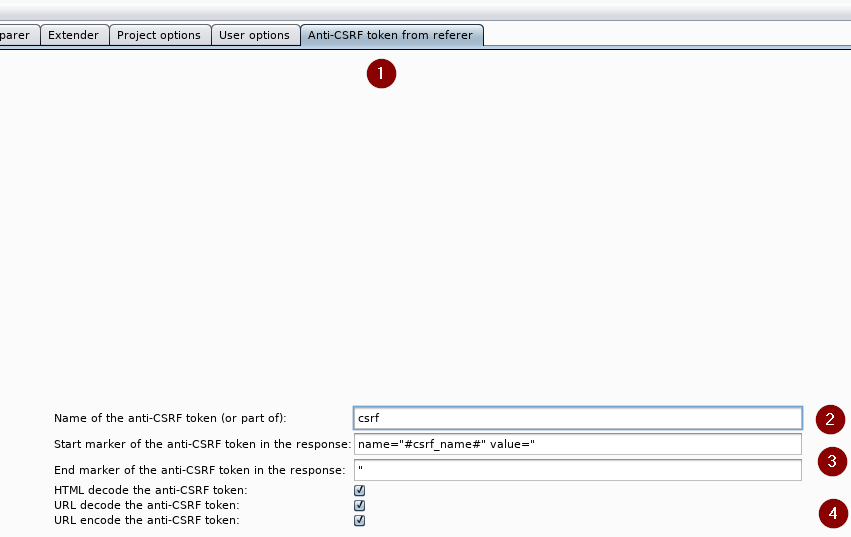 parer Extender Project options User options Anti-CSRF token from referer
1
Name of the anti-CSRF token (or part of): csrf 2
Start marker of the anti-CSRF token in the response: name="#csrf_name#" value="
End marker of the anti-CSRF token in the response: " 3
HTML decode the anti-CSRF token:
URL decode the anti-CSRF token:
URL encode the anti-CSRF token: 4